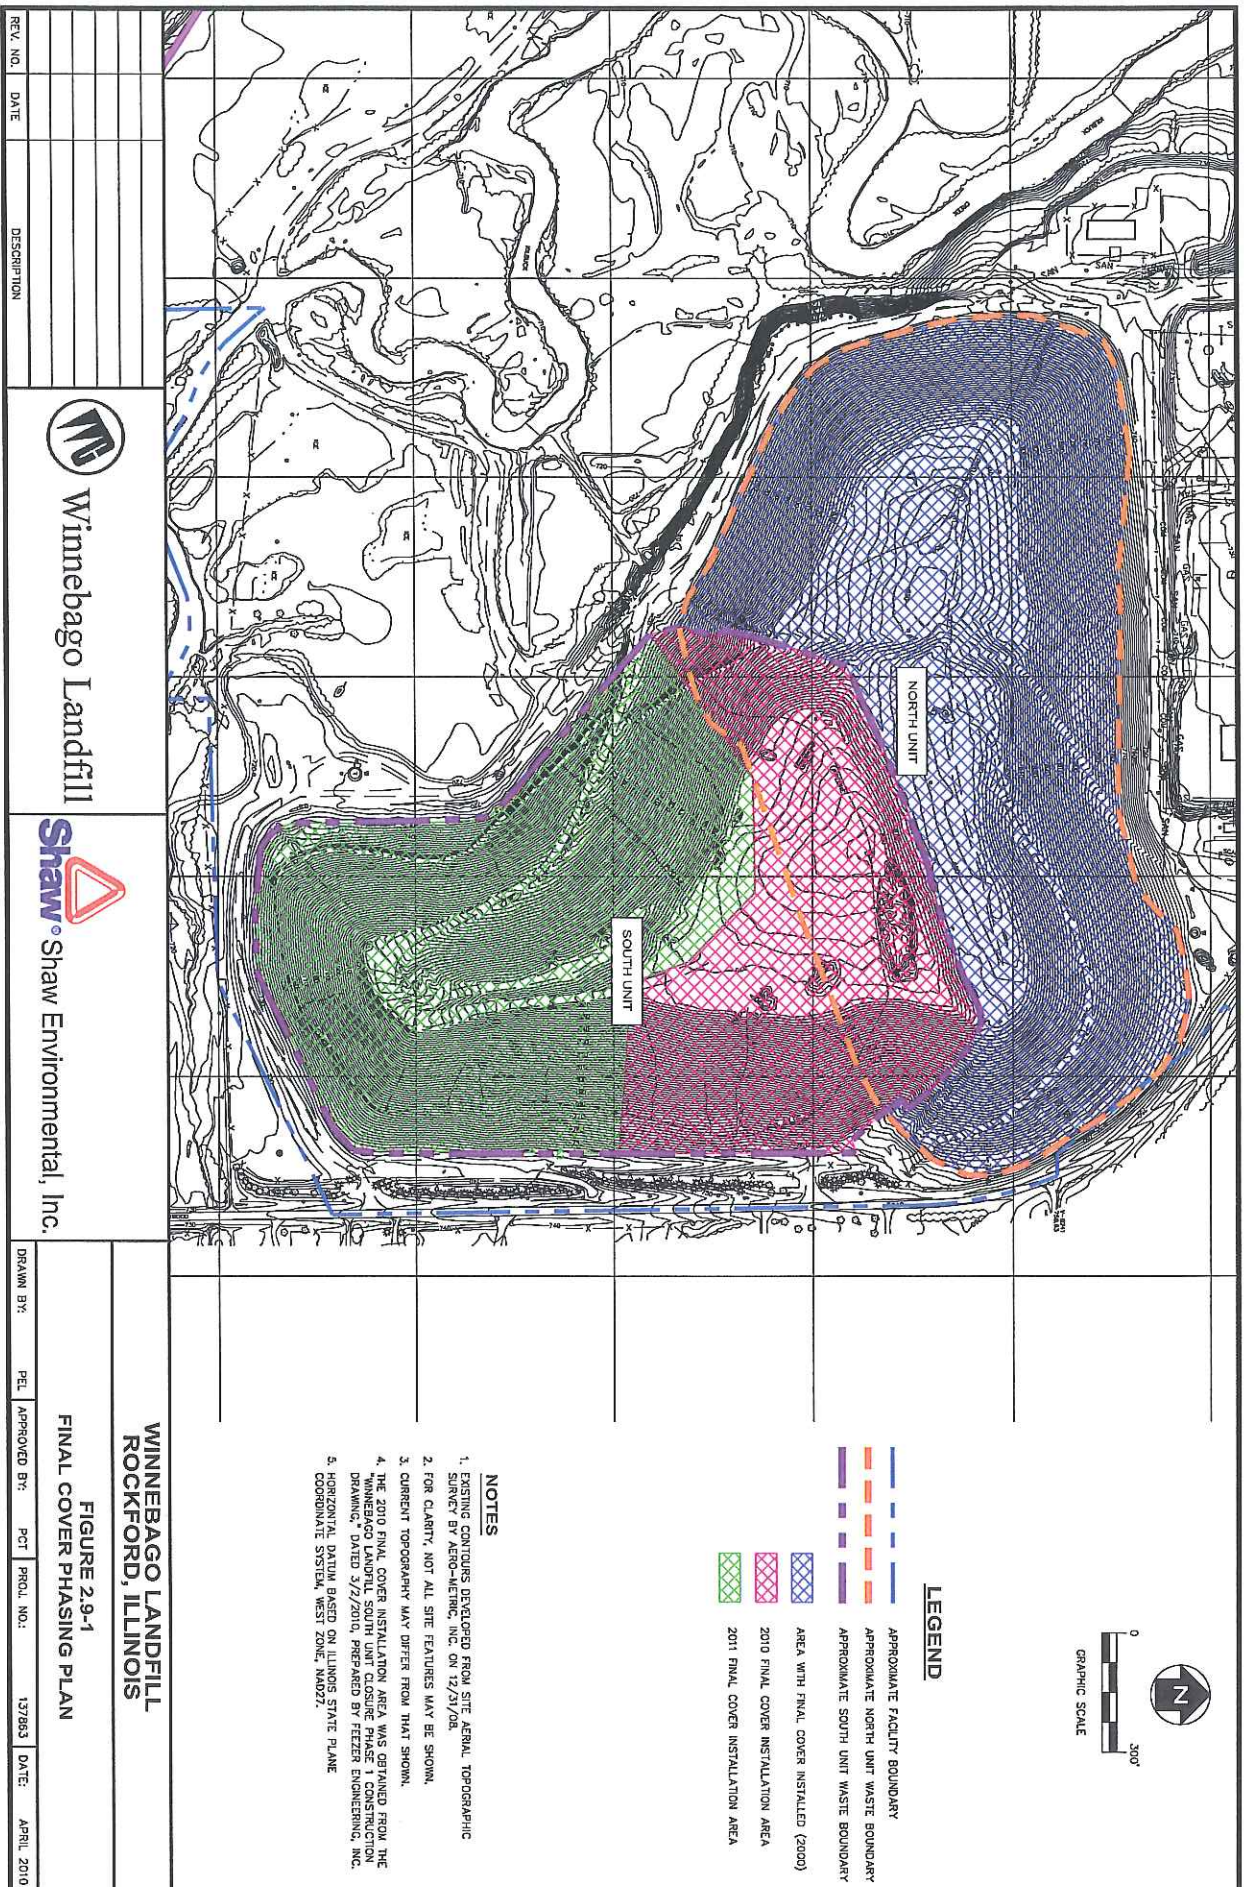 KILBUCK
CREEK
KILBUCK
SAN
SAN
NORTH UNIT
SOUTH UNIT
N
0
300'
GRAPHIC SCALE
LEGEND
APPROXIMATE FACILITY BOUNDARY
APPROXIMATE NORTH UNIT WASTE BOUNDARY
APPROXIMATE SOUTH UNIT WASTE BOUNDARY
AREA WITH FINAL COVER INSTALLED (2000)
2010 FINAL COVER INSTALLATION AREA
2011 FINAL COVER INSTALLATION AREA
NOTES
1. EXISTING CONTOURS DEVELOPED FROM SITE AERIAL TOPOGRAPHIC
SURVEY BY AERO-METRIC, INC. ON 12/31/08.
2. FOR CLARITY, NOT ALL SITE FEATURES MAY BE SHOWN.
3. CURRENT TOPOGRAPHY MAY DIFFER FROM THAT SHOWN.
4. THE 2010 FINAL COVER INSTALLATION AREA WAS OBTAINED FROM THE
"WINNEBAGO LANDFILL SOUTH UNIT CLOSURE PHASE 1 CONSTRUCTION
DRAWING," DATED 3/2/2010, PREPARED BY FEEZER ENGINEERING, INC.
5. HORIZONTAL DATUM BASED ON ILLINOIS STATE PLANE
COORDINATE SYSTEM, WEST ZONE, NAD27.
REV. NO.
DATE
DESCRIPTION
Winnebago Landfill
Shaw
Shaw Environmental, Inc.
WINNEBAGO LANDFILL
ROCKFORD, ILLINOIS
FIGURE 2.9-1
FINAL COVER PHASING PLAN
DRAWN BY: PEL
APPROVED BY: PCT
PROJ. NO.: 137863
DATE: APRIL 2010